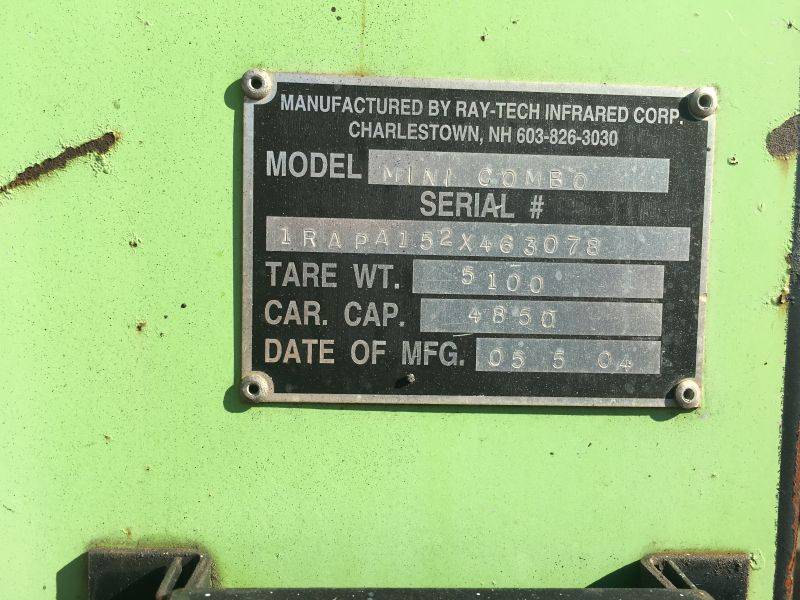 MANUFACTURED BY RAY-TECH INFRARED CORP.
CHARLESTOWN, NH 603-826-3030
MODEL MINI COMBO
SERIAL #
1RAPA152X463078
TARE WT. 5100
CAR. CAP. 4850
DATE OF MFG. 05 5 04